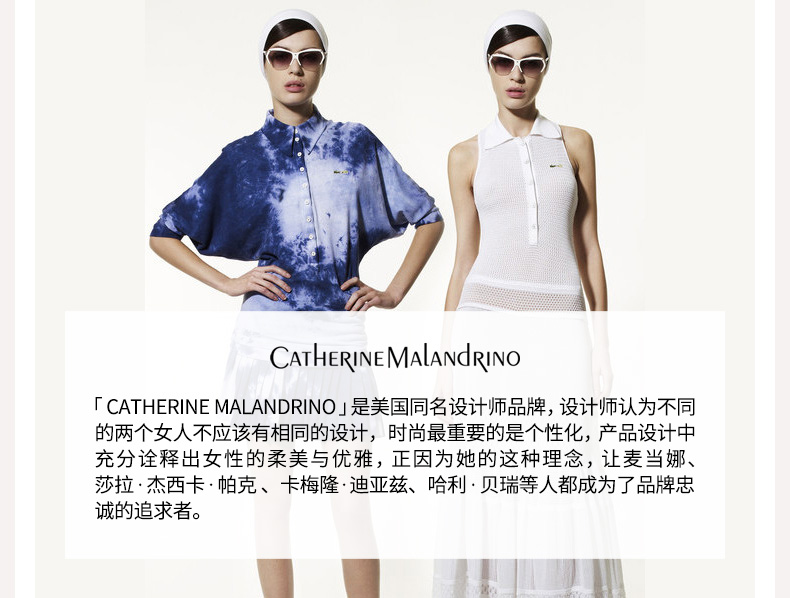 CATHERINE MALANDRINO
「CATHERINE MALANDRINO」是美国同名设计师品牌,设计师认为不同
的两个女人不应该有相同的设计,时尚最重要的是个性化,产品设计中
充分诠释出女性的柔美与优雅,正因为她的这种理念,让麦当娜、
莎拉·杰西卡·帕克、卡梅隆·迪亚兹、哈利·贝瑞等人都成为了品牌忠
诚的追求者。